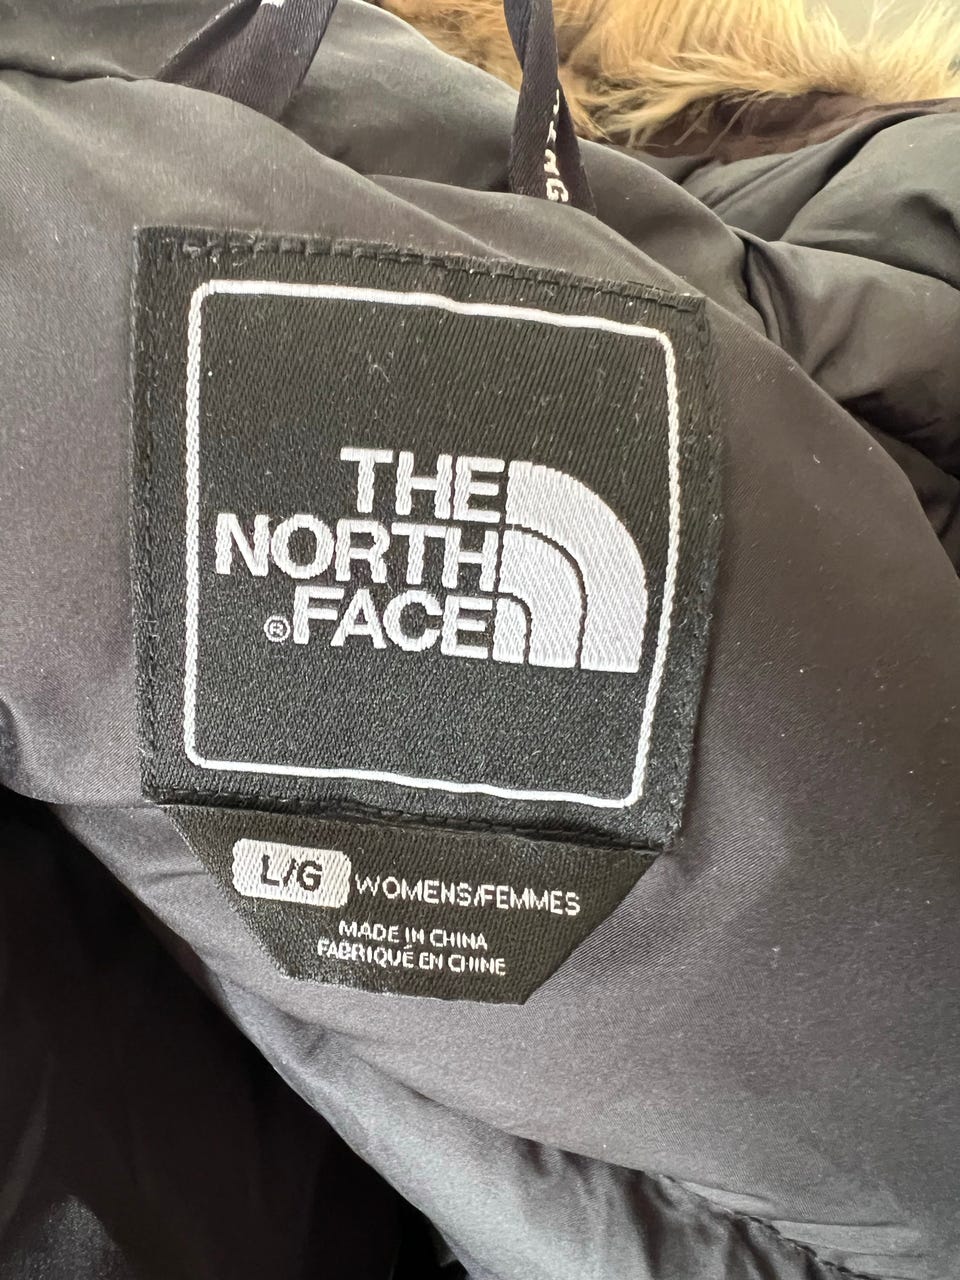 THE
NORTH
®FACE
L/G WOMENS/FEMMES
MADE IN CHINA
FABRIQUÉ EN CHINE